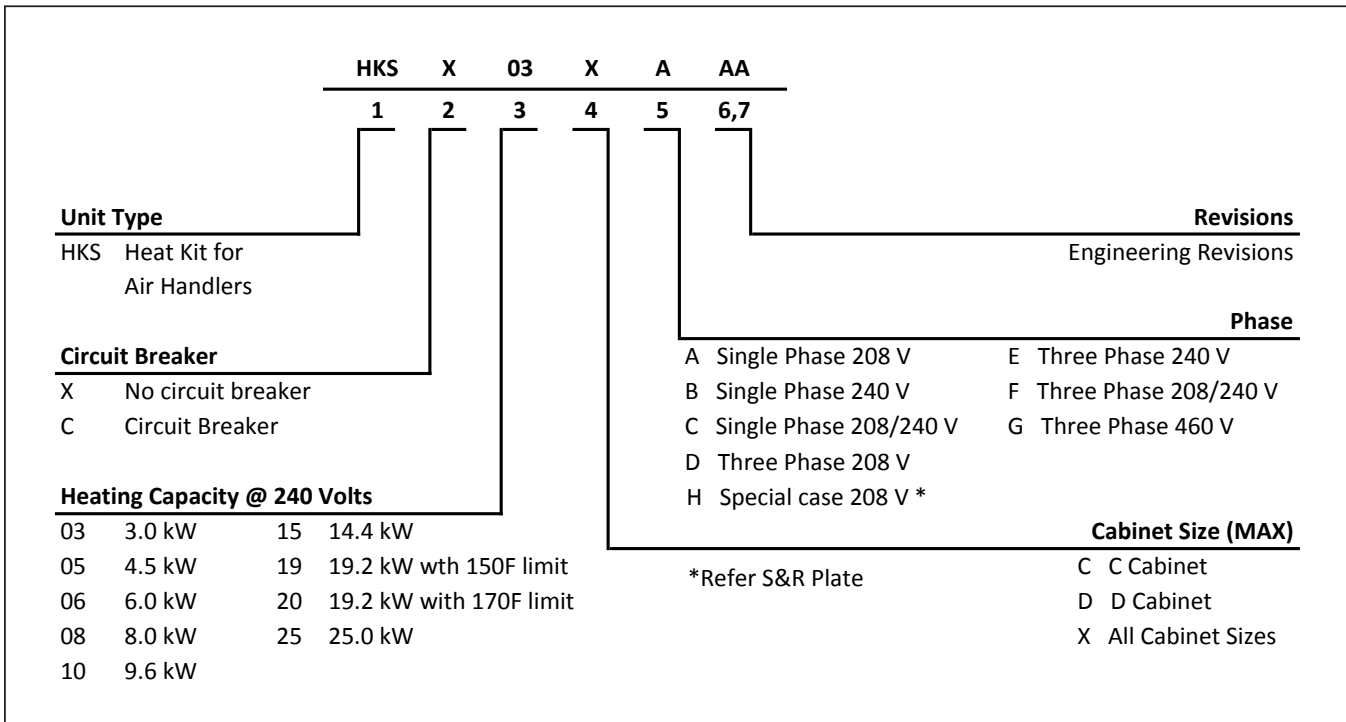 HKS X 03 X A AA
1 2 3 4 5 6,7
Unit Type
HKS Heat Kit for
Air Handlers
Circuit Breaker
X No circuit breaker
C Circuit Breaker
Heating Capacity @ 240 Volts
03 3.0 kW 15 14.4 kW
05 4.5 kW 19 19.2 kW wth 150F limit
06 6.0 kW 20 19.2 kW with 170F limit
08 8.0 kW 25 25.0 kW
10 9.6 kW
Revisions
Engineering Revisions
Phase
A Single Phase 208 V E Three Phase 240 V
B Single Phase 240 V F Three Phase 208/240 V
C Single Phase 208/240 V G Three Phase 460 V
D Three Phase 208 V
H Special case 208 V *
*Refer S&R Plate
Cabinet Size (MAX)
C C Cabinet
D D Cabinet
X All Cabinet Sizes